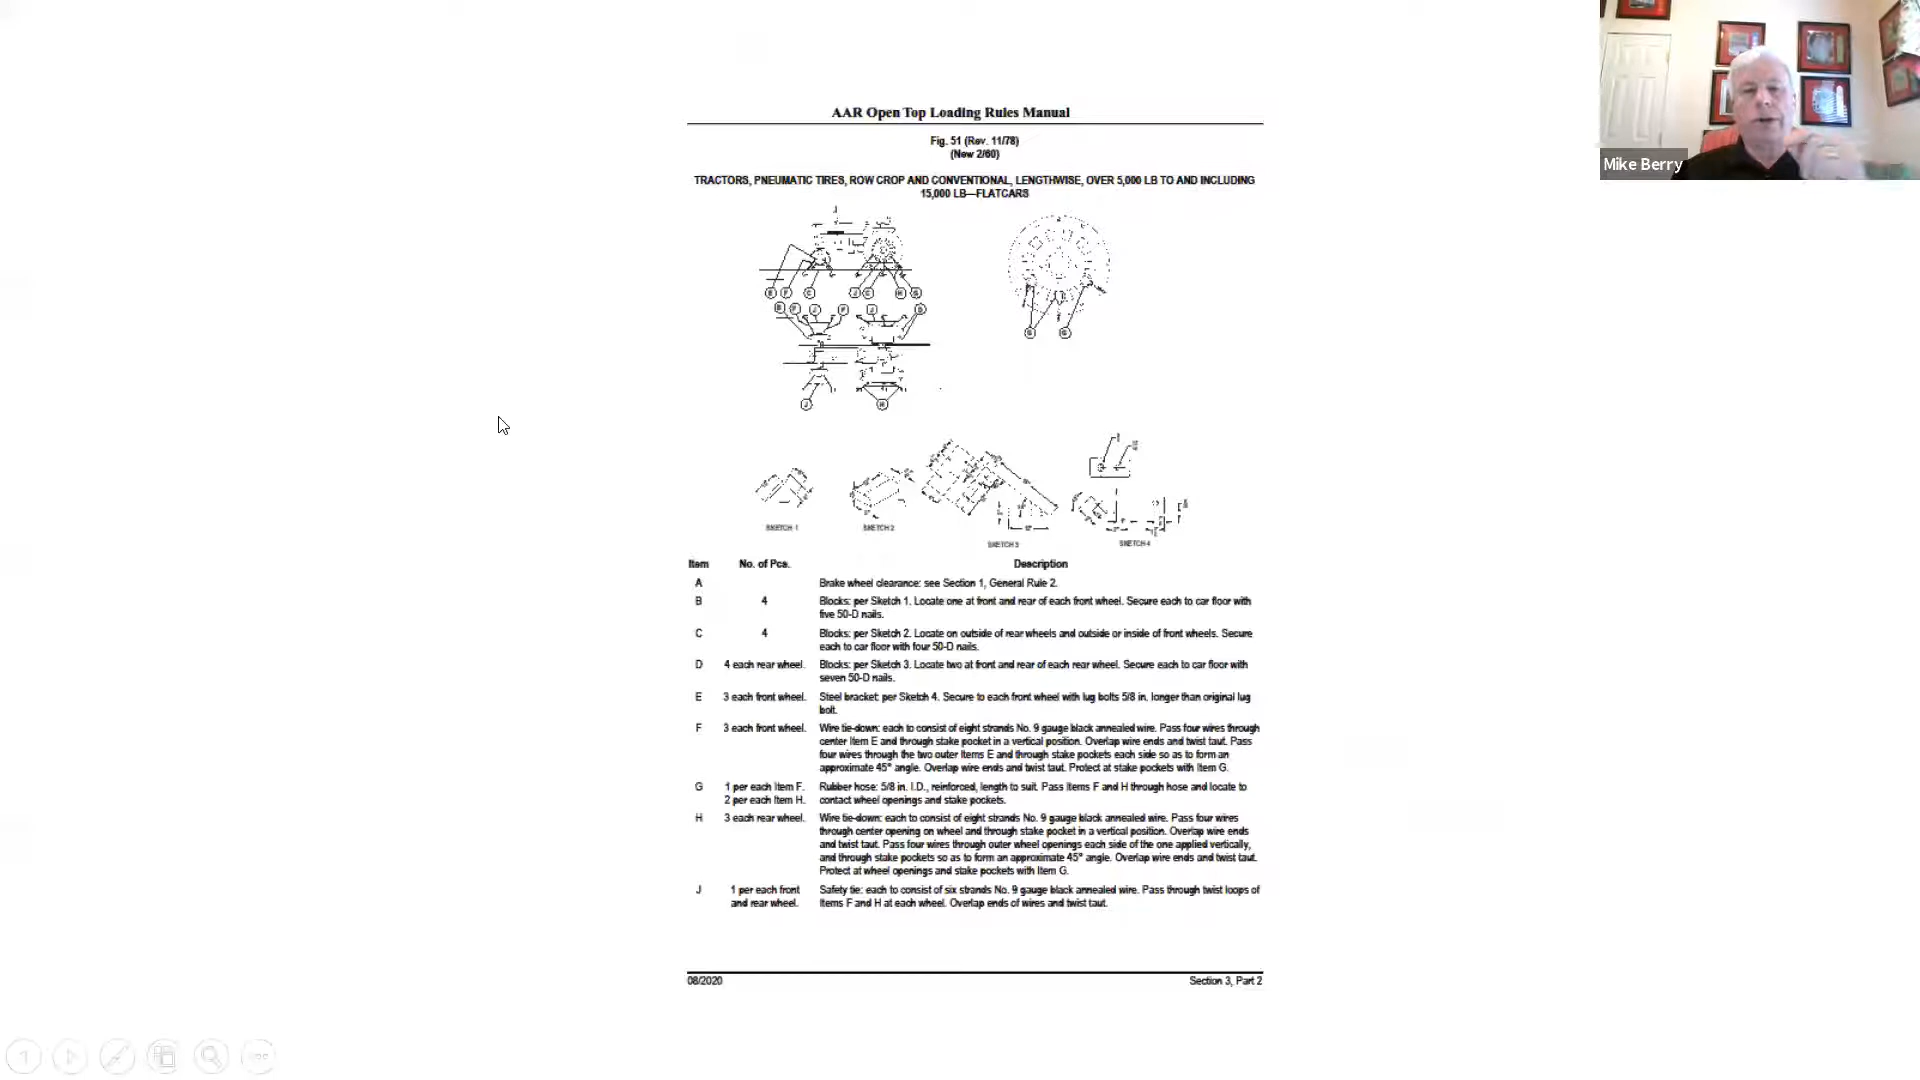 AAR Open Top Loading Rules Manual
Fig. 51 (Rev. 11/78)
(New 2/60)
TRACTORS, PNEUMATIC TIRES, ROW CROP AND CONVENTIONAL, LENGTHWISE, OVER 5,000 LB TO AND INCLUDING
15,000 LB—FLATCARS
SKETCH 1
SKETCH 2
SKETCH 3
SKETCH 4
Item No. of Pcs. Description
A Brake wheel clearance: see Section 1, General Rule 2.
B 4 Blocks: per Sketch 1. Locate one at front and rear of each front wheel. Secure each to car floor with
five 50-D nails.
C 4 Blocks: per Sketch 2. Locate on outside of rear wheels and outside or inside of front wheels. Secure
each to car floor with four 50-D nails.
D 4 each rear wheel. Blocks: per Sketch 3. Locate two at front and rear of each rear wheel. Secure each to car floor with
seven 50-D nails.
E 3 each front wheel. Steel bracket: per Sketch 4. Secure to each front wheel with lug bolts 5/8 in. longer than original lug
bolt.
F 3 each front wheel. Wire tie-down: each to consist of eight strands No. 9 gauge black annealed wire. Pass four wires through
center Item E and through stake pocket in a vertical position. Overlap wire ends and twist taut. Pass
four wires through the two outer Items E and through stake pockets each side so as to form an
approximate 45° angle. Overlap wire ends and twist taut. Protect at stake pockets with Item G.
G 1 per each Item F. Rubber hose: 5/8 in. I.D., reinforced, length to suit. Pass Items F and H through hose and locate to
2 per each Item H. contact wheel openings and stake pockets.
H 3 each rear wheel. Wire tie-down: each to consist of eight strands No. 9 gauge black annealed wire. Pass four wires
through center opening on wheel and through stake pocket in a vertical position. Overlap wire ends
and twist taut. Pass four wires through outer wheel openings each side of the one applied vertically,
and through stake pockets so as to form an approximate 45° angle. Overlap wire ends and twist taut.
Protect at wheel openings and stake pockets with Item G.
J 1 per each front Safety tie: each to consist of six strands No. 9 gauge black annealed wire. Pass through twist loops of
and rear wheel. Items F and H at each wheel. Overlap ends of wires and twist taut.
08/2020 Section 3, Part 2
Mike Berry